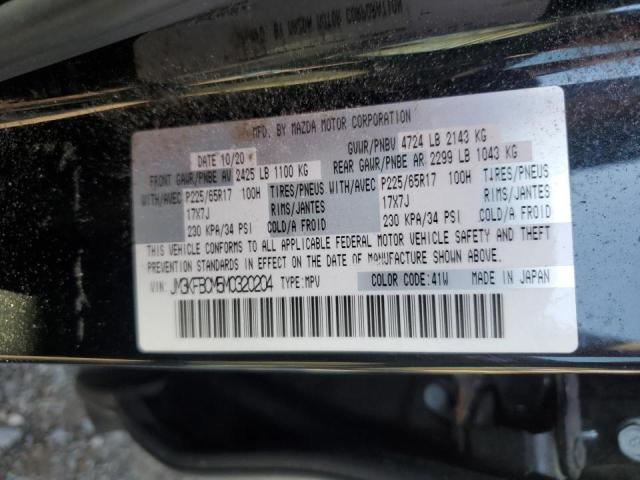 MFD. BY MAZDA MOTOR CORPORATION
DATE 10/20 GVWR/PNBV 4724 LB 2143 KG
FRONT GAWR/PNBE AV 2425 LB 1100 KG REAR GAWR/PNBE AR 2299 LB 1043 KG
WITH/AVEC P225/65R17 100H TIRES/PNEUS WITH/AVEC P225/65R17 100H TIRES/PNEUS
17X7J RIMS/JANTES 17X7J RIMS/JANTES
230 KPA/34 PSI COLD/A FROID 230 KPA/34 PSI COLD/A FROID
THIS VEHICLE CONFORMS TO ALL APPLICABLE FEDERAL MOTOR VEHICLE SAFETY AND THEFT
PREVENTION STANDARDS IN EFFECT ON THE DATE OF MANUFACTURE SHOWN ABOVE.
VIN: JM3KFBCM5M0320204 TYPE: MPV COLOR CODE: 41W MADE IN JAPAN